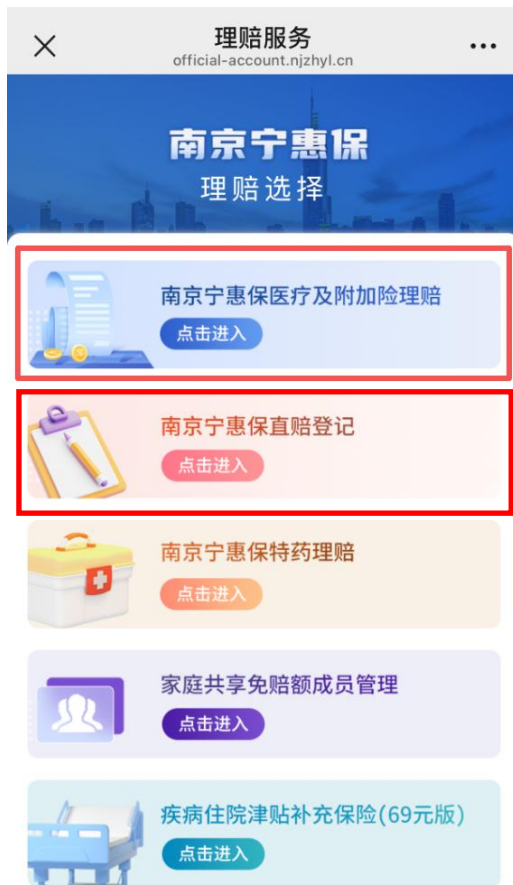 理赔服务
official-account.njzhyl.cn
南京宁惠保
理赔选择
南京宁惠保医疗及附加险理赔
点击进入
南京宁惠保直赔登记
点击进入
南京宁惠保特药理赔
点击进入
家庭共享免赔额成员管理
点击进入
疾病住院津贴补充保险(69元版)
点击进入